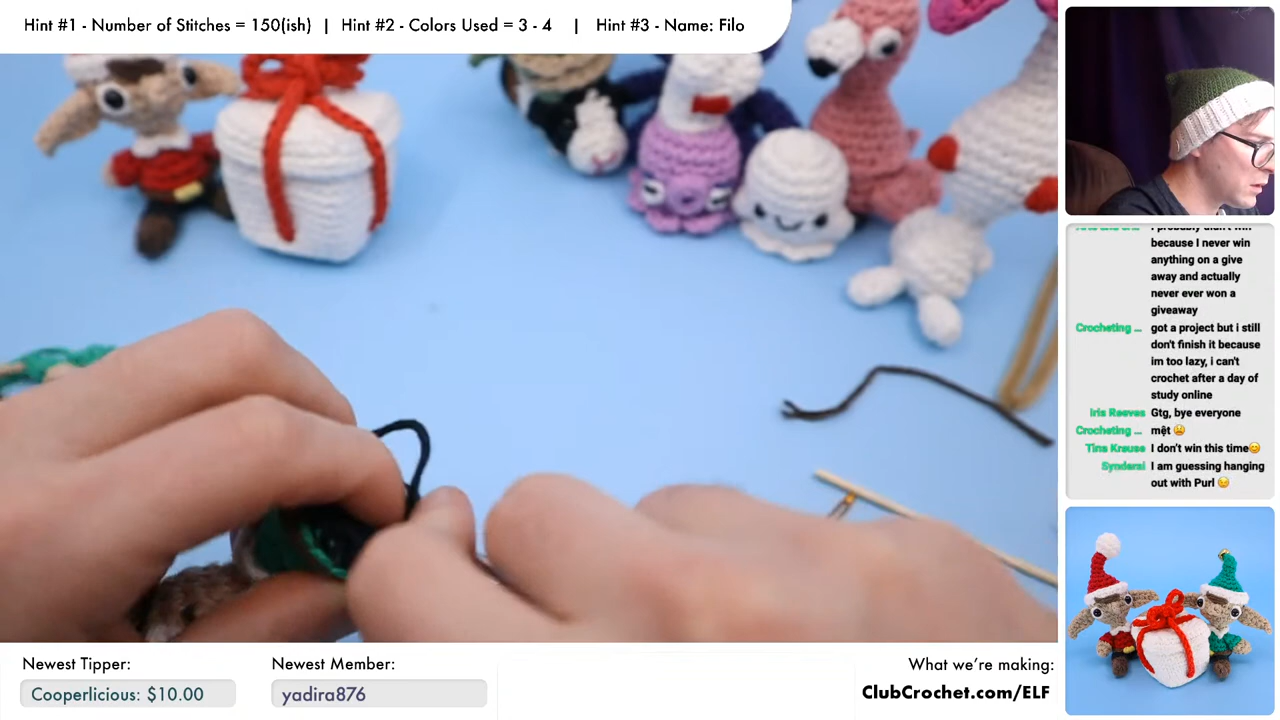 Hint #1 - Number of Stitches = 150(ish) | Hint #2 - Colors Used = 3 - 4 | Hint #3 - Name: Filo
because I never win
anything on a give
away and actually
never ever won a
giveaway
Crocheting ... got a project but i still
don't finish it because
im too lazy, i can't
crochet after a day of
study online
Iris Reeves Gtg, bye everyone
Crocheting ... mệt 😫
Tina Krause I don't win this time😊
Synderai I am guessing hanging
out with Purl 😣
Newest Tipper:
Cooperlicious: $10.00
Newest Member:
yadira876
What we're making:
ClubCrochet.com/ELF